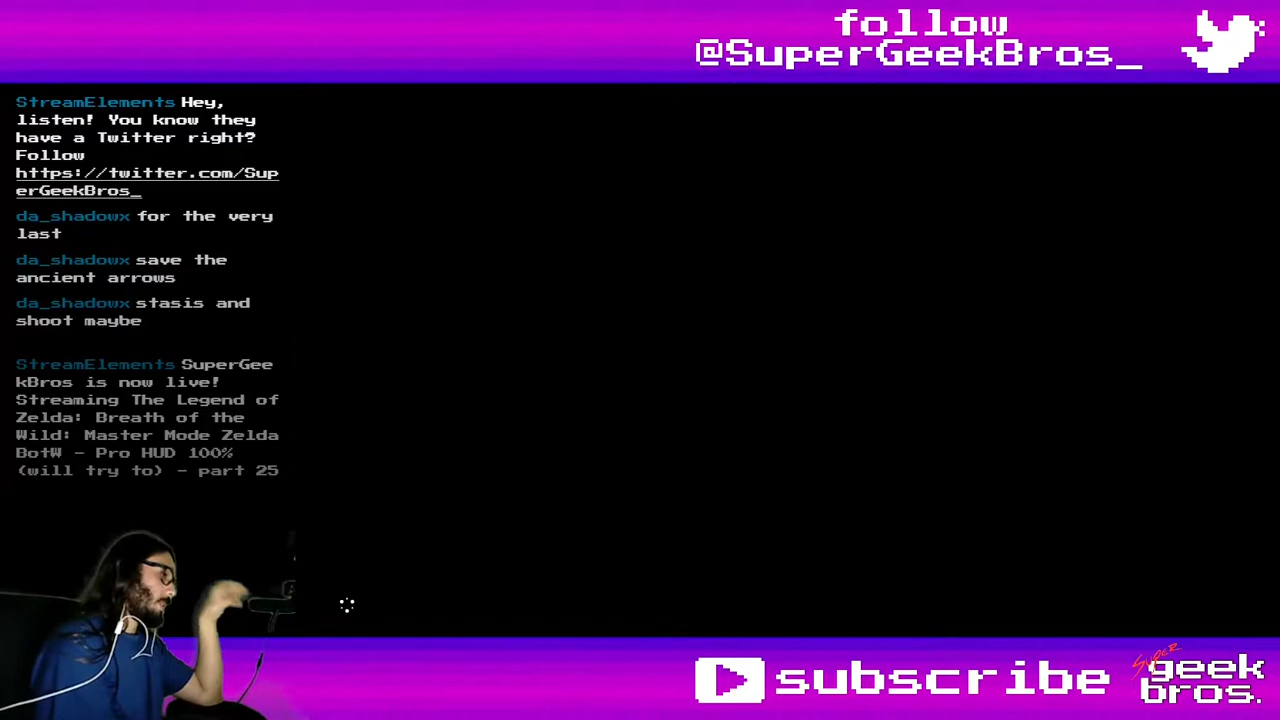 follow
@SuperGeekBros_
StreamElements Hey,
listen! You know they
have a Twitter right?
Follow
https://twitter.com/Sup
erGeekBros_
da_shadowx for the very
last
da_shadowx save the
ancient arrows
da_shadowx stasis and
shoot maybe
StreamElements SuperGee
kBros is now live!
Streaming The Legend of
Zelda: Breath of the
Wild: Master Mode Zelda
BotW - Pro HUD 100%
(will try to) - part 25
subscribe
SUPER
geek
bros.